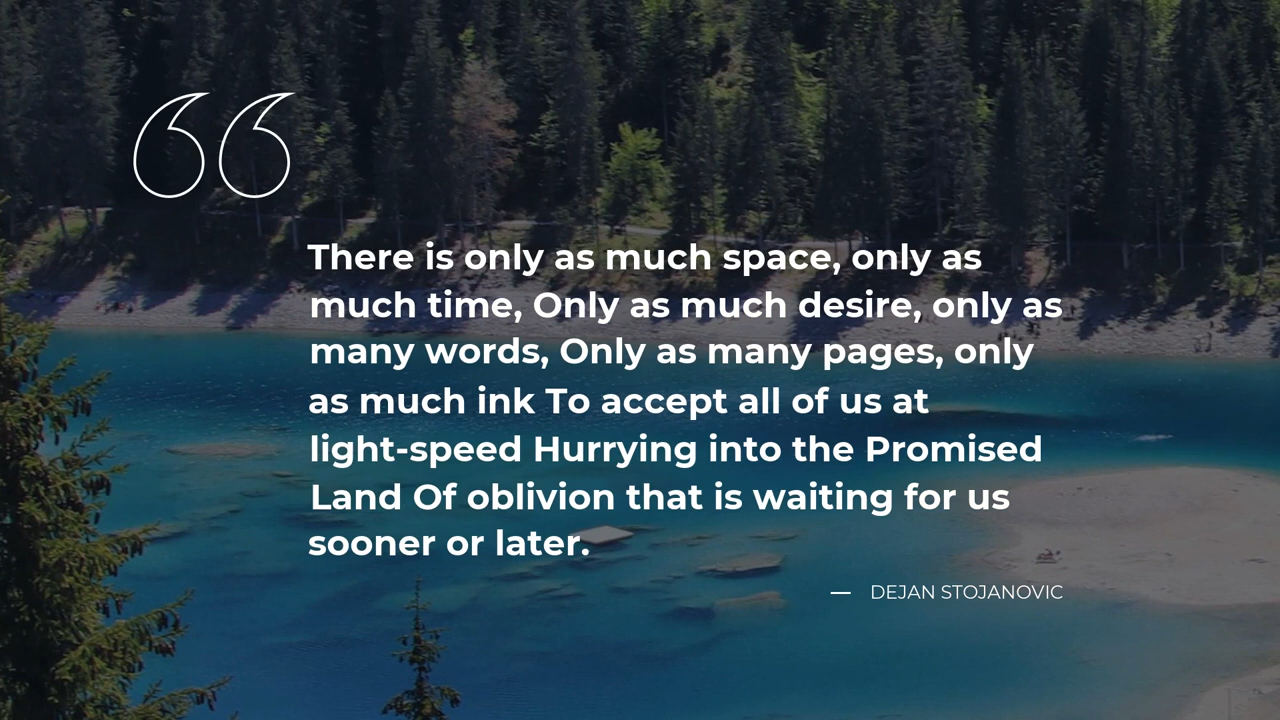 There is only as much space, only as
much time, Only as much desire, only as
many words, Only as many pages, only
as much ink To accept all of us at
light-speed Hurrying into the Promised
Land Of oblivion that is waiting for us
sooner or later.
— DEJAN STOJANOVIC